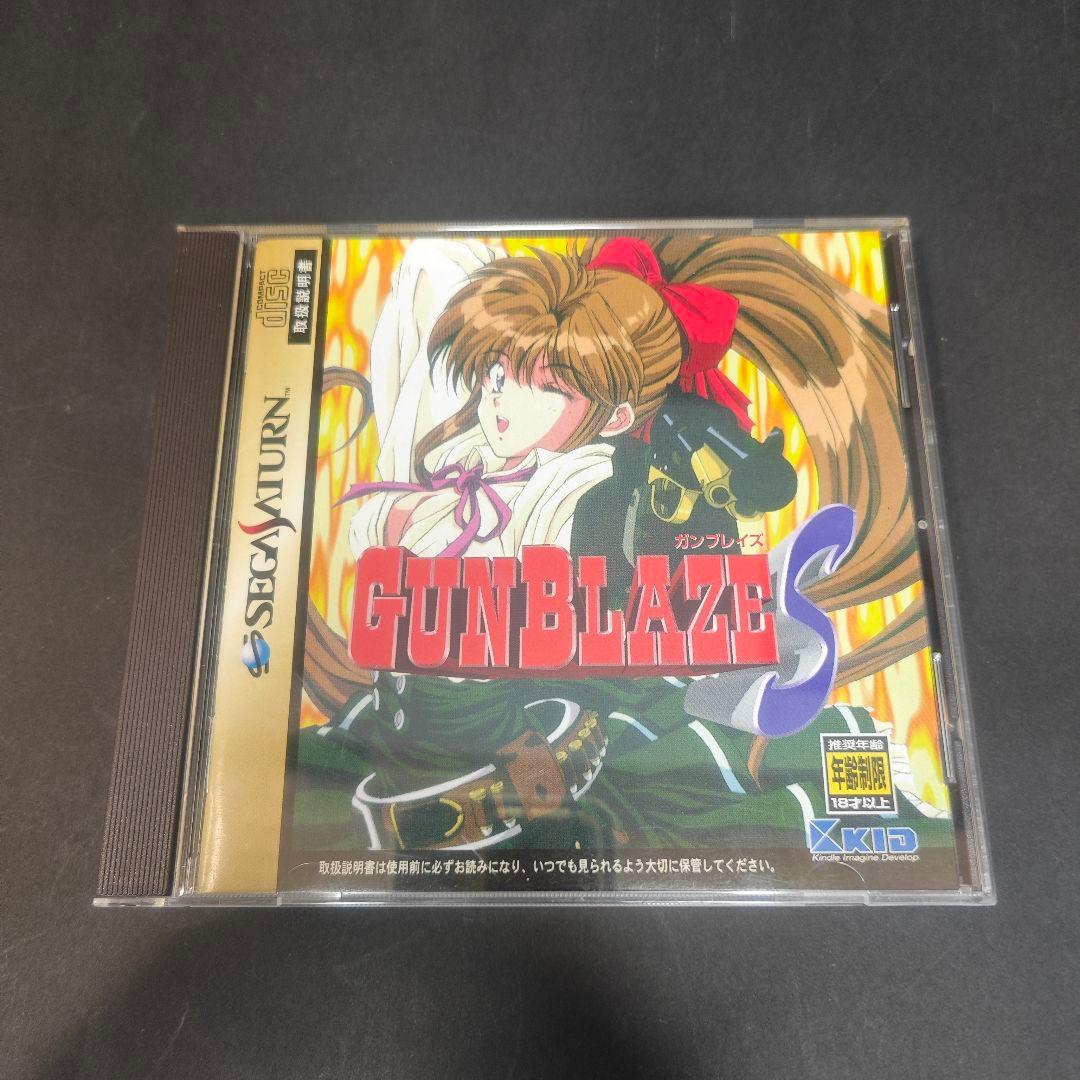 COMPACT
disc
取扱説明書
SEGA SATURN™
ガンブレイズ
GUNBLAZE S
推奨年齢
年齢制限
18才以上
KID
Kindle Imagine Develop
取扱説明書は使用前に必ずお読みになり、いつでも見られるよう大切に保管してください。